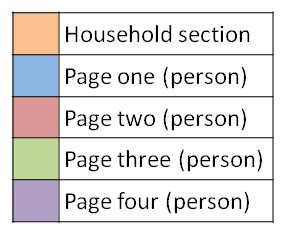 Household section
Page one (person)
Page two (person)
Page three (person)
Page four (person)